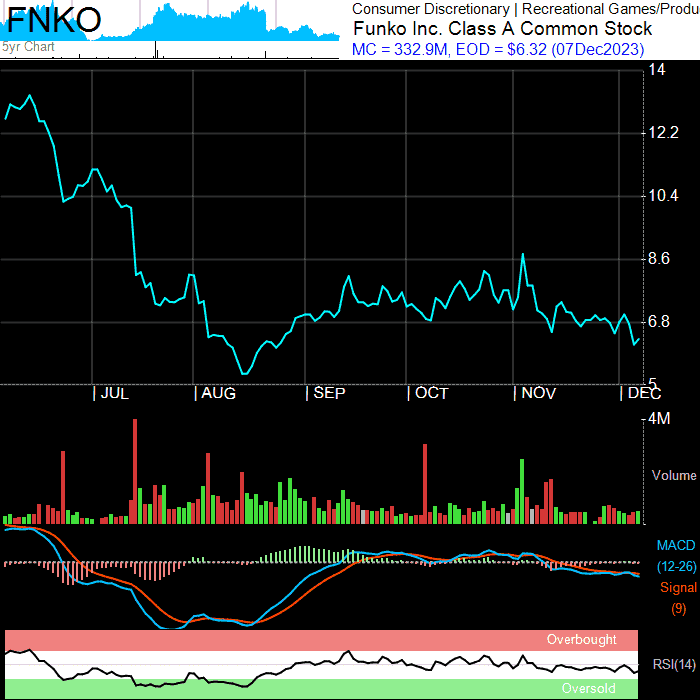 FNKO
5yr Chart
Consumer Discretionary | Recreational Games/Produ
Funko Inc. Class A Common Stock
MC = 332.9M, EOD = $6.32 (07Dec2023)
14
12.2
10.4
8.6
6.8
5
JUL
AUG
SEP
OCT
NOV
DEC
4M
Volume
MACD
(12-26)
Signal
(9)
Overbought
RSI(14)
Oversold